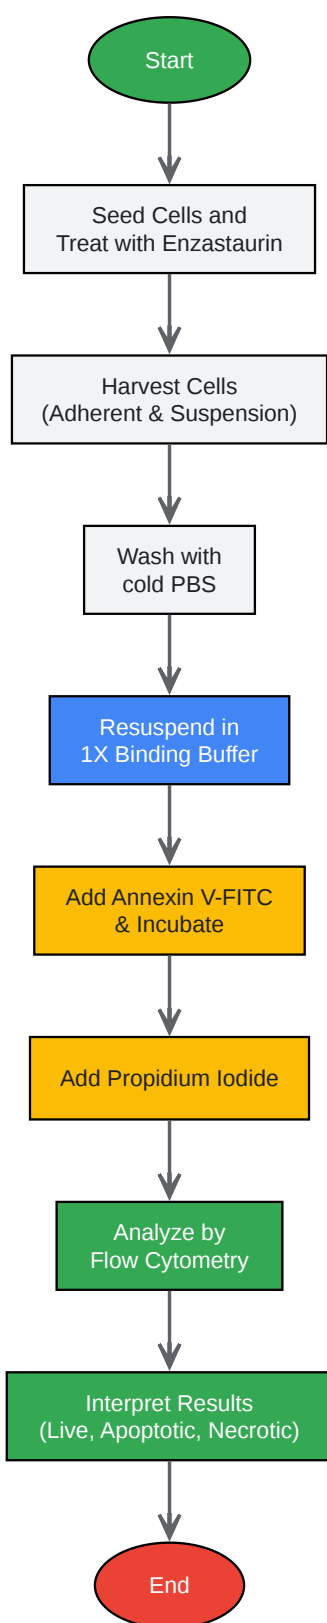 Start
Seed Cells and
Treat with Enzastaurin
Harvest Cells
(Adherent & Suspension)
Wash with
cold PBS
Resuspend in
1X Binding Buffer
Add Annexin V-FITC
& Incubate
Add Propidium Iodide
Analyze by
Flow Cytometry
Interpret Results
(Live, Apoptotic, Necrotic)
End